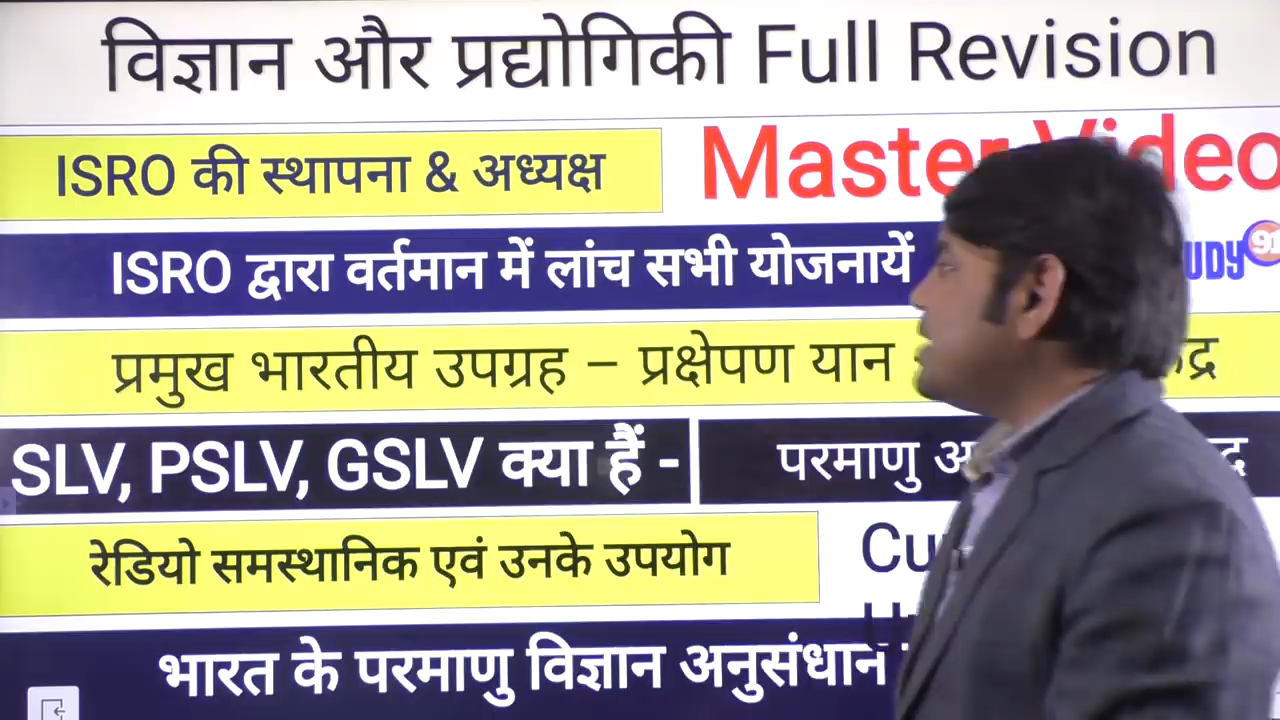 विज्ञान और प्रद्योगिकी Full Revision
ISRO की स्थापना & अध्यक्ष
Master Video
ISRO द्वारा वर्तमान में लांच सभी योजनायें
प्रमुख भारतीय उपग्रह – प्रक्षेपण यान
SLV, PSLV, GSLV क्या हैं -
परमाणु
रेडियो समस्थानिक एवं उनके उपयोग
भारत के परमाणु विज्ञान अनुसंधान